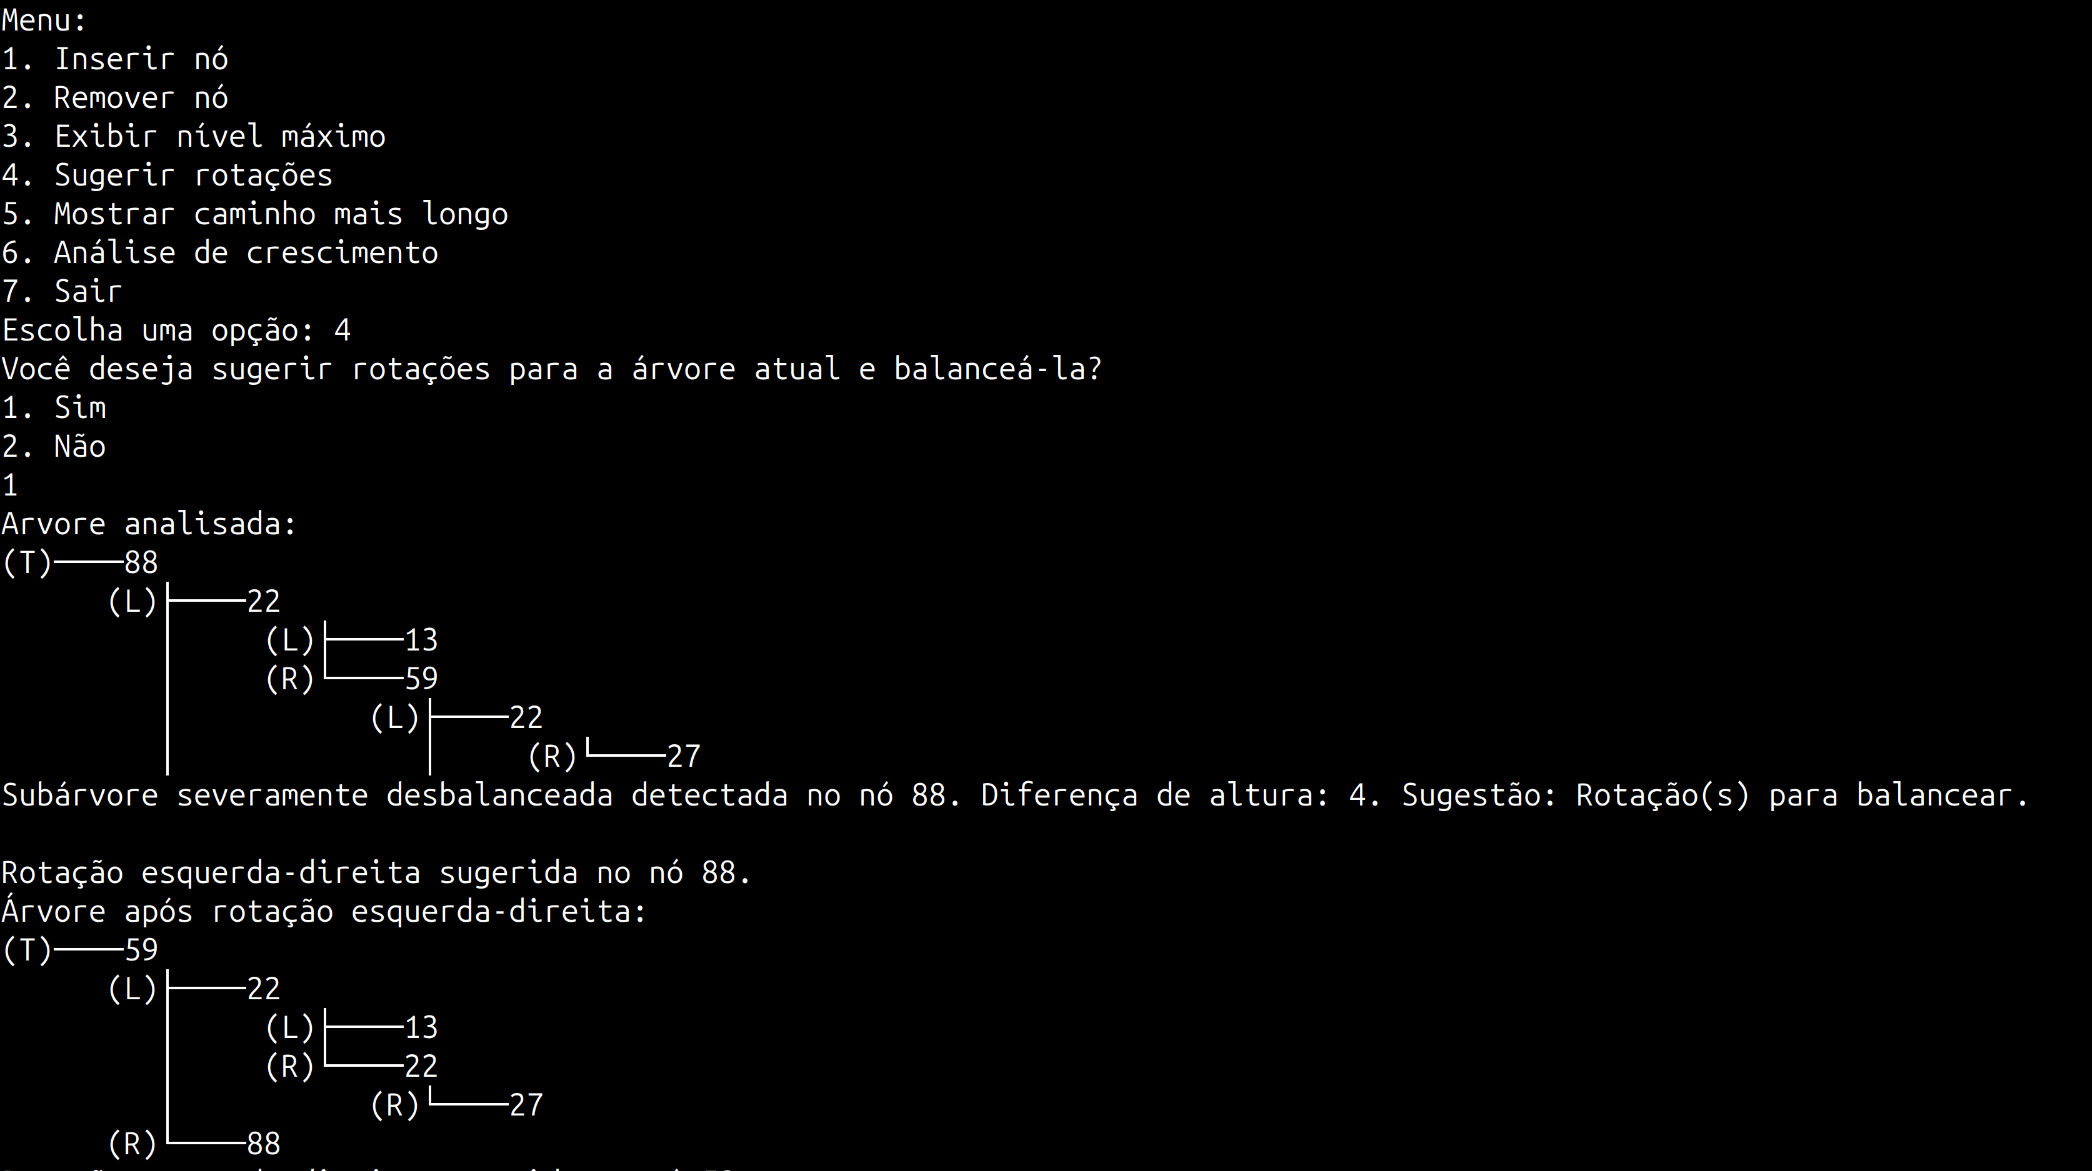 Menu:
1. Inserir nó
2. Remover nó
3. Exibir nível máximo
4. Sugerir rotações
5. Mostrar caminho mais longo
6. Análise de crescimento
7. Sair
Escolha uma opção: 4
Você deseja sugerir rotações para a árvore atual e balanceá-la?
1. Sim
2. Não
1
Arvore analisada:
(T)────88
(L)├────22
(L)├────13
(R)└────59
(L)├────22
(R)└────27
Subárvore severamente desbalanceada detectada no nó 88. Diferença de altura: 4. Sugestão: Rotação(s) para balancear.
Rotação esquerda-direita sugerida no nó 88.
Árvore após rotação esquerda-direita:
(T)────59
(L)├────22
(L)├────13
(R)└────22
(R)└────27
(R)└────88